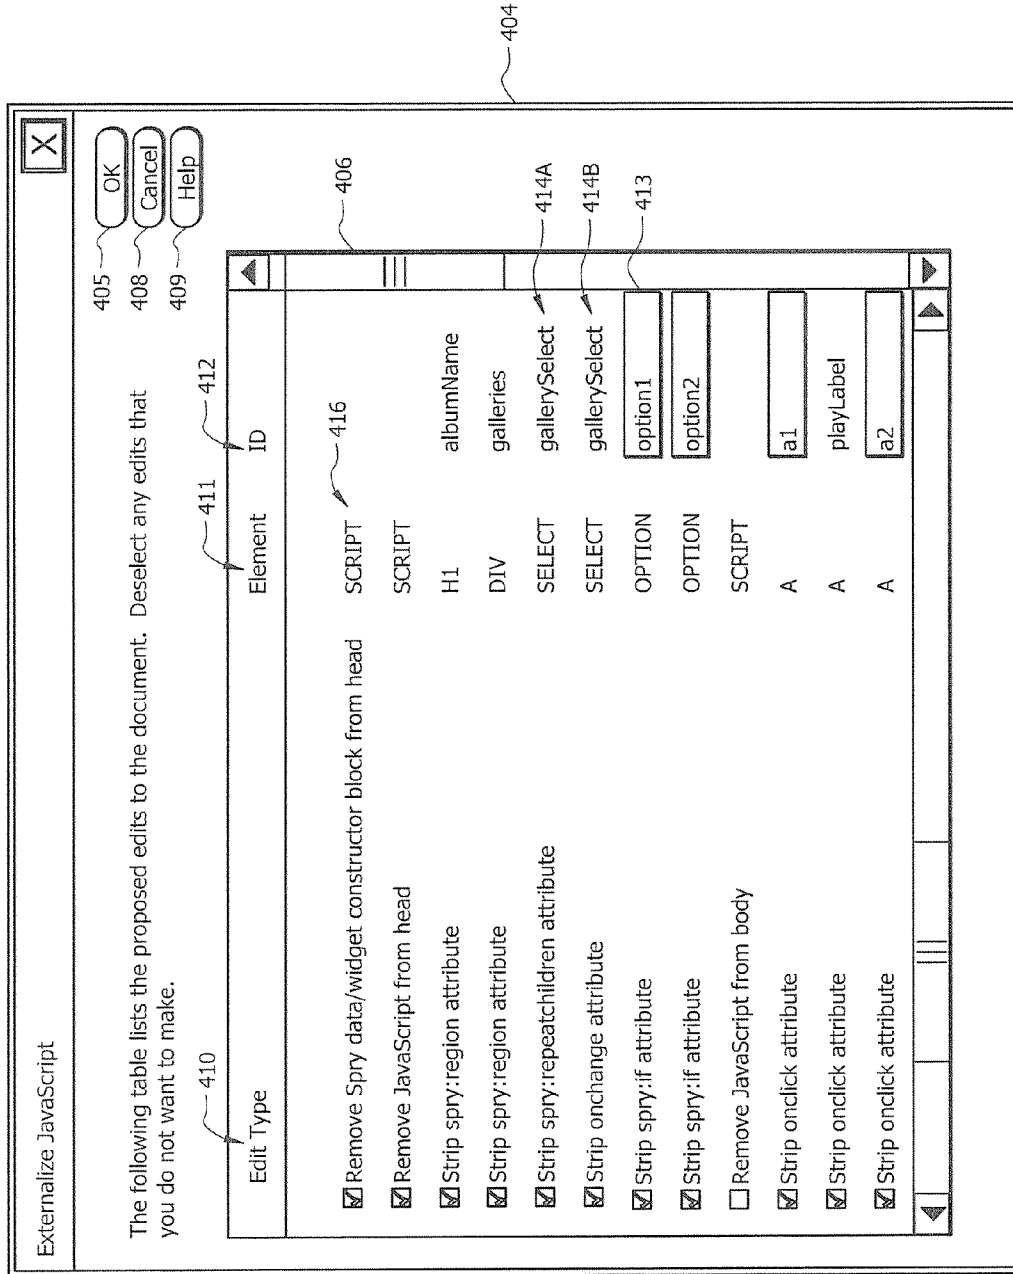 Externalize JavaScript X
The following table lists the proposed edits to the document. Deselect any edits that
you do not want to make.
405 OK
408 Cancel
409 Help
404
410 411 412
Edit Type Element ID
406
416
Remove Spry data/widget constructor block from head SCRIPT
Remove JavaScript from head SCRIPT
Strip spry:region attribute H1 albumName
Strip spry:region attribute DIV galleries
Strip spry:repeatchildren attribute SELECT gallerySelect 414A
Strip onchange attribute SELECT gallerySelect 414B
Strip spry:if attribute OPTION option1 413
Strip spry:if attribute OPTION option2
Remove JavaScript from body SCRIPT
Strip onclick attribute A a1
Strip onclick attribute A playLabel
Strip onclick attribute A a2